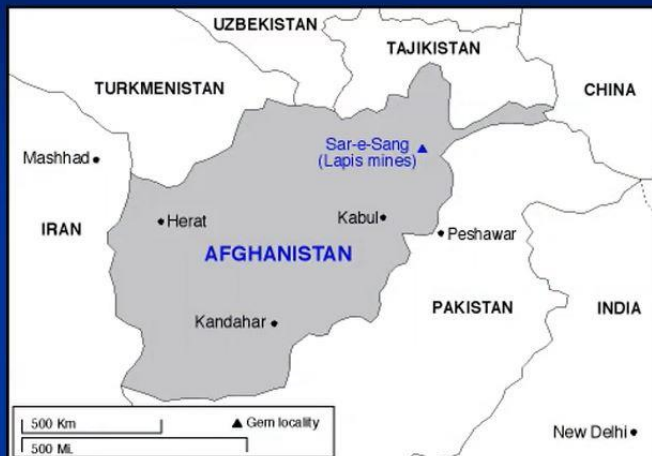 UZBEKISTAN
TAJIKISTAN
TURKMENISTAN
CHINA
Sar-e-Sang
(Lapis mines)
Mashhad
Herat
Kabul
IRAN
Peshawar
AFGHANISTAN
PAKISTAN
INDIA
Kandahar
500 Km
Gem locality
500 Mi.
New Delhi